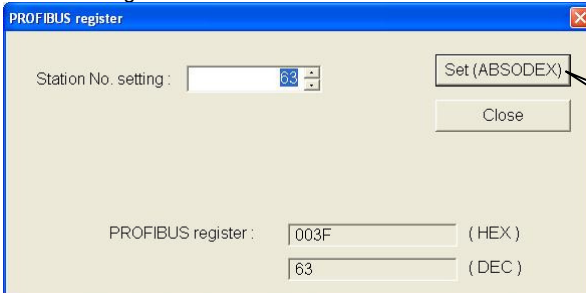 PROFIBUS register
Station No. setting : 63
Set (ABSODEX)
Close
PROFIBUS register : 003F ( HEX )
63 ( DEC )